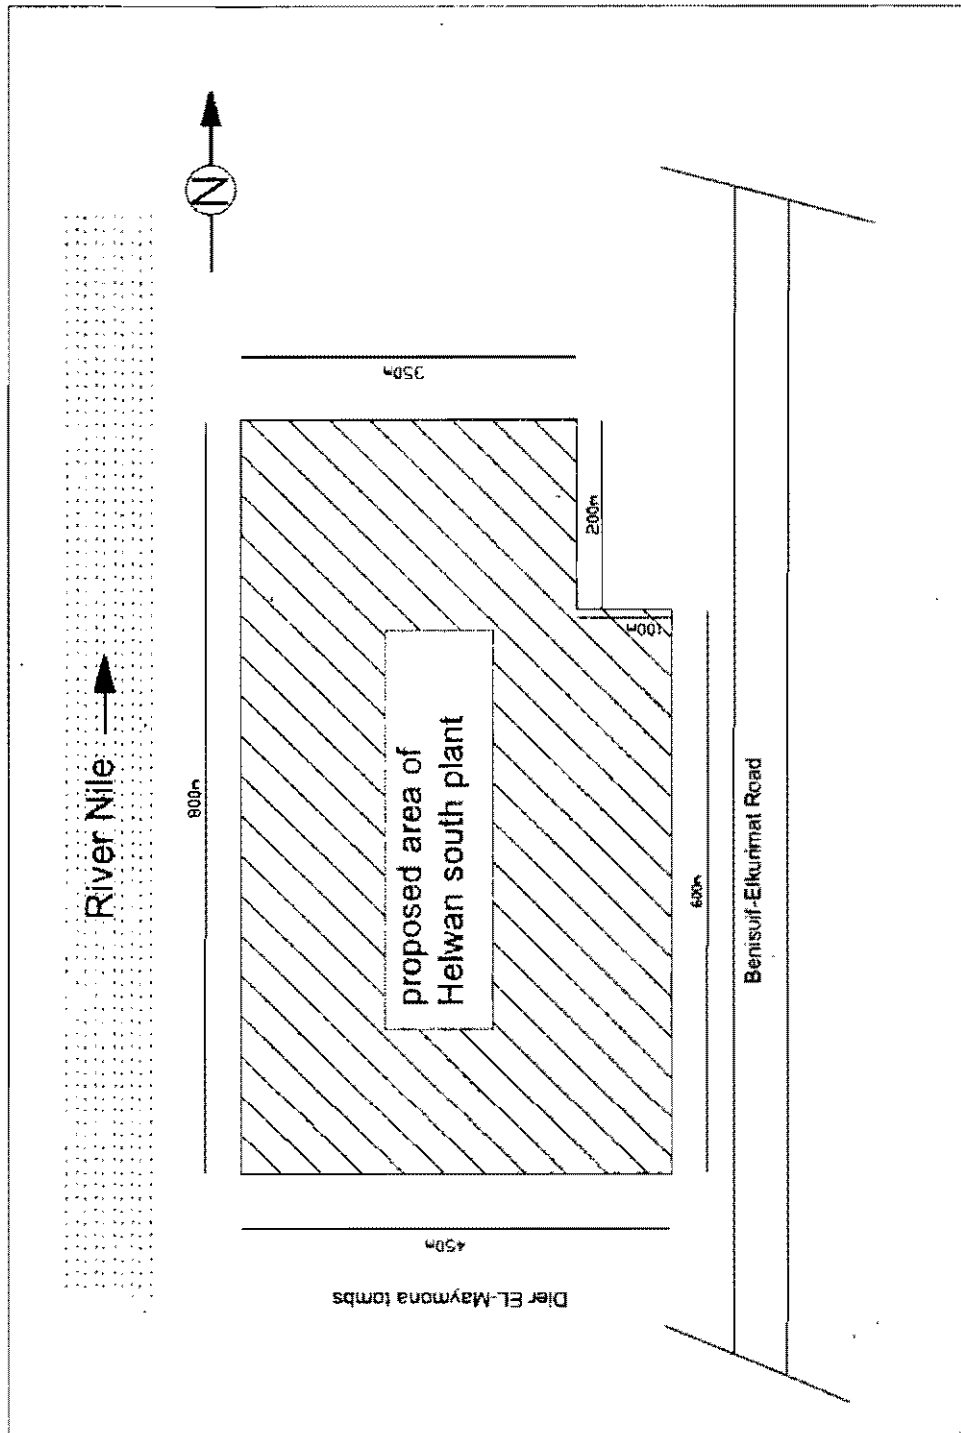 N
River Nile
800m
350m
200m
100m
proposed area of
Helwan south plant
600m
Benisuif-Elkurimat Road
450m
Dier EL-Maymona tombs